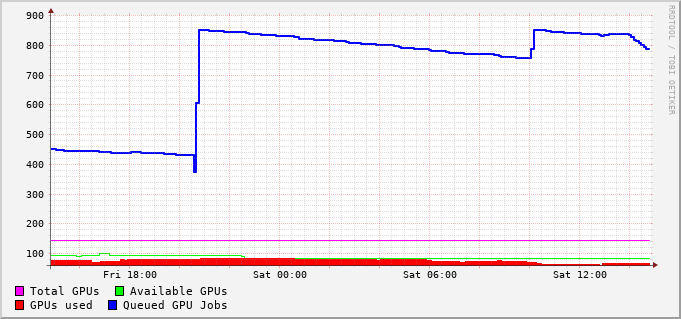 900
800
700
600
500
400
300
200
100
Fri 18:00 Sat 00:00 Sat 06:00 Sat 12:00
Total GPUs Available GPUs
GPUs used Queued GPU Jobs
RRDTOOL / TOBI OETIKER